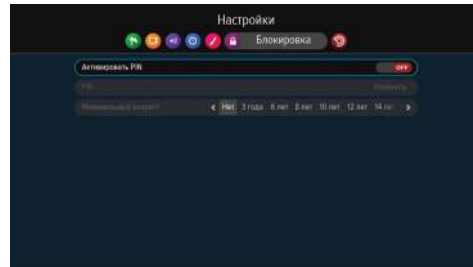 Настройки
Блокировка
Активировать PIN OFF
PIN Изменить
Минимальный возраст Нет 3 года 6 лет 8 лет 10 лет 12 лет 14 лет